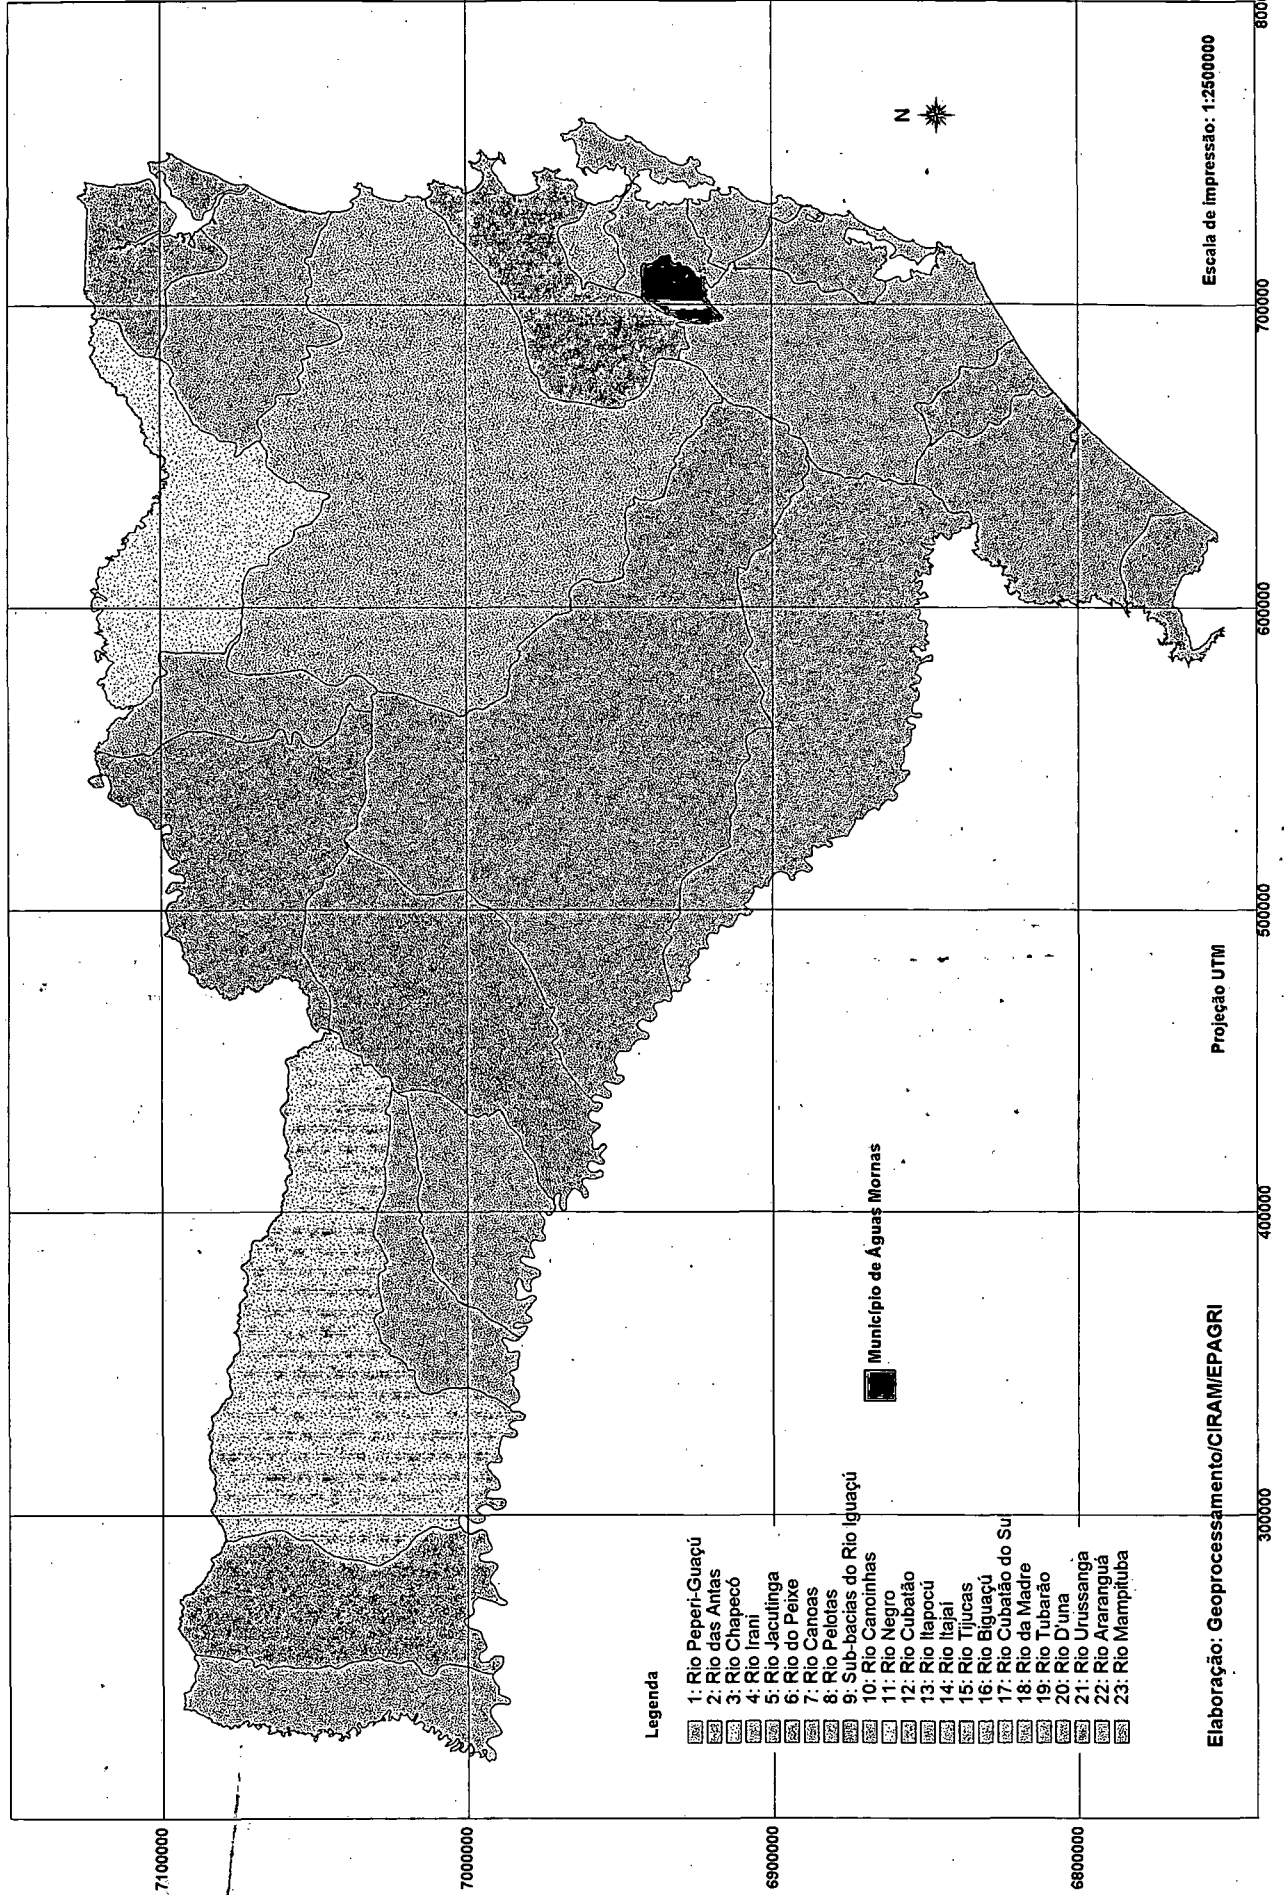 7100000
7000000
6900000
6800000
N
Legenda
1: Rio Peperi-Guaçú
2: Rio das Antas
3: Rio Chapecó
4: Rio Irani
5: Rio Jacutinga
6: Rio do Peixe
7: Rio Canoas
8: Rio Pelotas
9: Sub-bacias do Rio Iguaçú
10: Rio Canoinhas
11: Rio Negro
12: Rio Cubatão
13: Rio Itapocú
14: Rio Itajaí
15: Rio Tijucas
16: Rio Biguaçú
17: Rio Cubatão do Sul
18: Rio da Madre
19: Rio Tubarão
20: Rio D'una
21: Rio Urussanga
22: Rio Araranguá
23: Rio Mampituba
Município de Águas Mornas
Elaboração: Geoprocessamento/CIRAM/EPAGRI
Projeção UTM
Escala de impressão: 1:2500000
300000
400000
500000
600000
700000